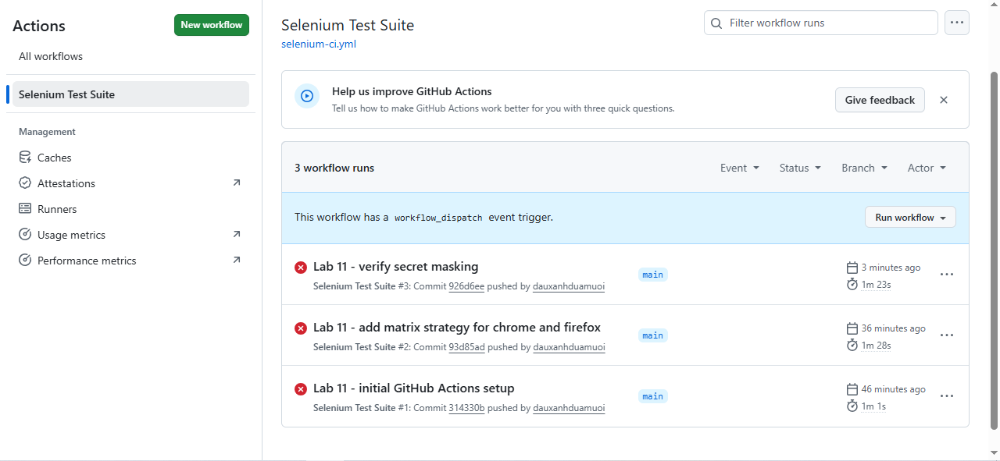 Actions
New workflow
All workflows
Selenium Test Suite
Management
Caches
Attestations
Runners
Usage metrics
Performance metrics
Selenium Test Suite
selenium-ci.yml
Filter workflow runs
Help us improve GitHub Actions
Tell us how to make GitHub Actions work better for you with three quick questions.
Give feedback
3 workflow runs
Event
Status
Branch
Actor
This workflow has a workflow_dispatch event trigger.
Run workflow
Lab 11 - verify secret masking
Selenium Test Suite #3: Commit 926d6ee pushed by dauxanhduamuoi
main
3 minutes ago
1m 23s
Lab 11 - add matrix strategy for chrome and firefox
Selenium Test Suite #2: Commit 93d85ad pushed by dauxanhduamuoi
main
36 minutes ago
1m 28s
Lab 11 - initial GitHub Actions setup
Selenium Test Suite #1: Commit 314330b pushed by dauxanhduamuoi
main
46 minutes ago
1m 1s